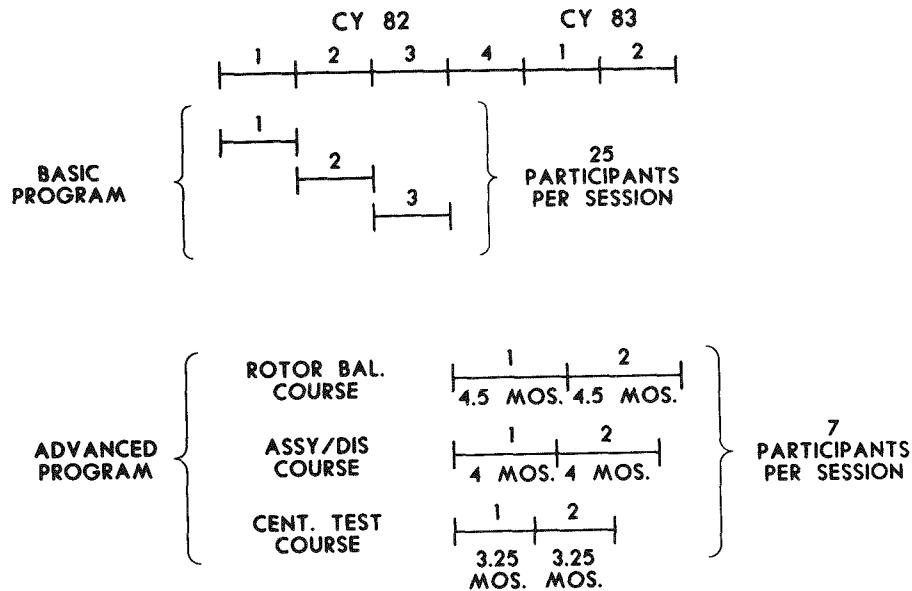 CY 82 CY 83
1 2 3 4 1 2
1
2
3
BASIC
PROGRAM
25
PARTICIPANTS
PER SESSION
ROTOR BAL.
COURSE
1 2
4.5 MOS. 4.5 MOS.
ADVANCED
PROGRAM
ASSY/DIS
COURSE
1 2
4 MOS. 4 MOS.
CENT. TEST
COURSE
1 2
3.25 3.25
MOS. MOS.
7
PARTICIPANTS
PER SESSION